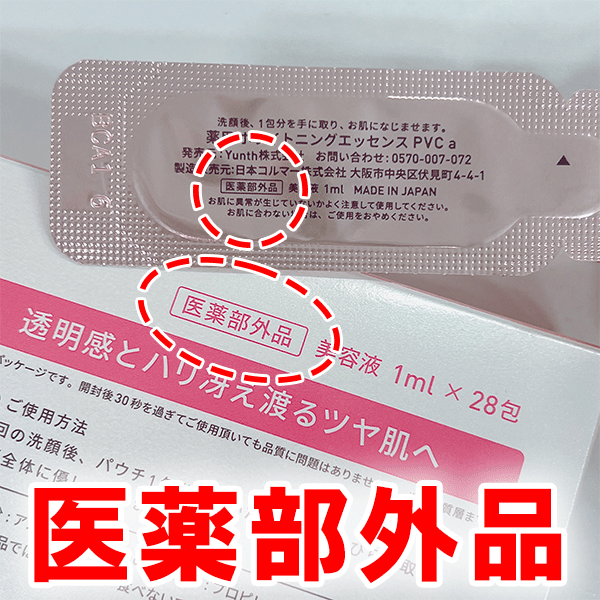 洗顔後、1包分を手に取り、お肌になじませます。
薬用 イトニングエッセンス PVC a
発売元:Yunth株式会 お問い合わせ:0570-007-072
製造 売元:日本コルマー株式会社 大阪市中央区伏見町4-4-1
医薬部外品 美 液 1ml MADE IN JAPAN
お肌に異常が生じていないかよく注意して使用してください。
お肌に合わない は、ご使用をおやめください。
医薬部外品 美容液 1ml × 28包
透明感とハリ冴え渡るツヤ肌へ
パッケージです。開封後30秒を過ぎてご使用頂いても品質に問題はありませ
ご使用方法
回の洗顔後、パウチ1
全体に優し
医薬部外品